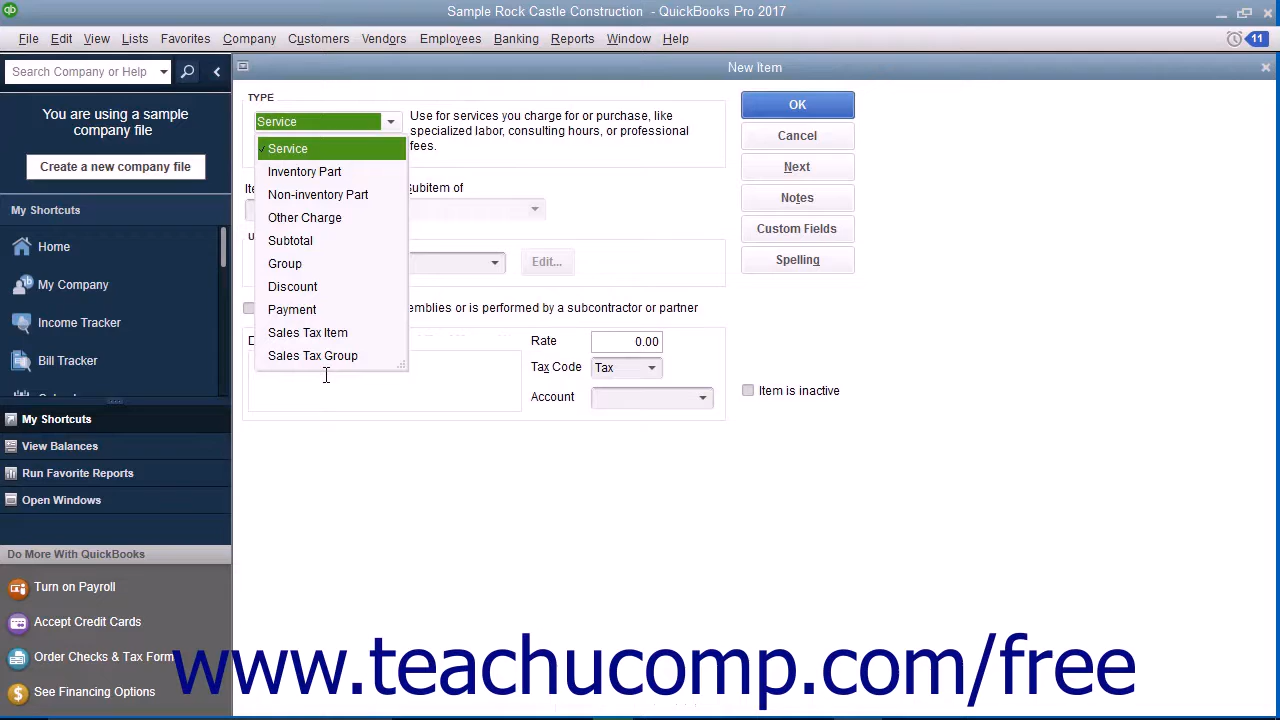 qb
Sample Rock Castle Construction - QuickBooks Pro 2017
File Edit View Lists Favorites Company Customers Vendors Employees Banking Reports Window Help
11
Search Company or Help
New Item
You are using a sample
company file
Create a new company file
My Shortcuts
Home
My Company
Income Tracker
Bill Tracker
My Shortcuts
View Balances
Run Favorite Reports
Open Windows
Do More With QuickBooks
Turn on Payroll
Accept Credit Cards
Order Checks & Tax Form
See Financing Options
TYPE
Service
Use for services you charge for or purchase, like
specialized labor, consulting hours, or professional
fees.
✓ Service
Inventory Part
Non-inventory Part
Other Charge
Subtotal
Group
Discount
Payment
Sales Tax Item
Sales Tax Group
ubitem of
Edit...
emblies or is performed by a subcontractor or partner
Rate 0.00
Tax Code Tax
Account
OK
Cancel
Next
Notes
Custom Fields
Spelling
Item is inactive
www.teachucomp.com/free